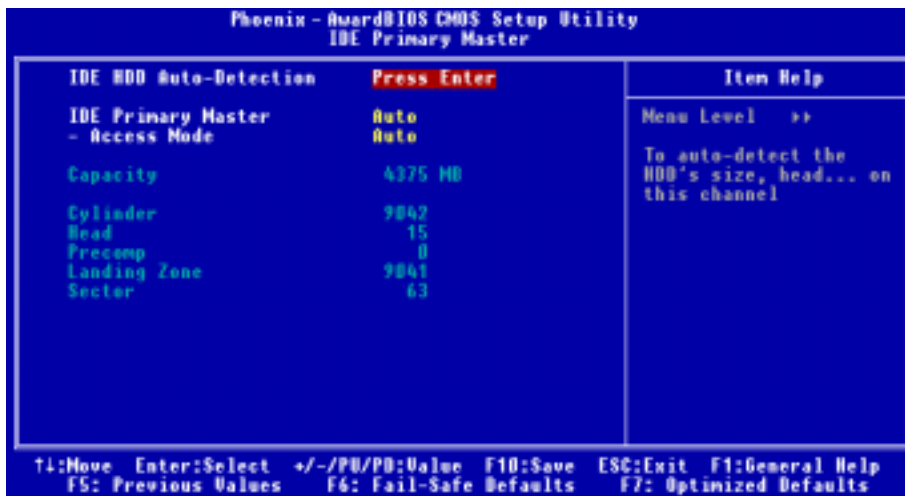 Phoenix - AwardBIOS CMOS Setup Utility
IDE Primary Master
IDE HDD Auto-Detection Press Enter
IDE Primary Master Auto
- Access Mode Auto
Capacity 4375 MB
Cylinder 9042
Head 15
Precomp 0
Landing Zone 9041
Sector 63
Item Help
Menu Level ▸▸
To auto-detect the
HDD's size, head... on
this channel
↑↓:Move Enter:Select +/-/PU/PD:Value F10:Save ESC:Exit F1:General Help
F5: Previous Values F6: Fail-Safe Defaults F7: Optimized Defaults